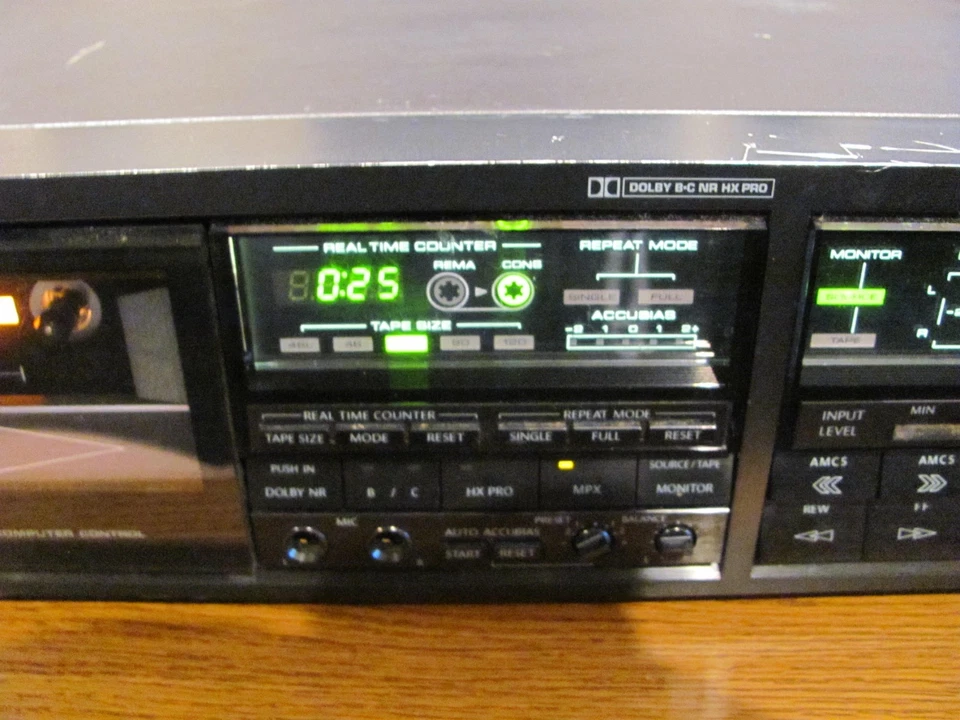 DOLBY B·C NR HX PRO
REAL TIME COUNTER
REMA CONS
0:25
TAPE SIZE
46L 46 90 120
REPEAT MODE
SINGLE FULL
ACCUBIAS
-2 1 0 1 2+
MONITOR
SOURCE
TAPE
L
R
REAL TIME COUNTER
TAPE SIZE MODE RESET
REPEAT MODE
SINGLE FULL RESET
PUSH IN
DOLBY NR
B / C
HX PRO
MPX
SOURCE/TAPE
MONITOR
MIC
AUTO ACCUBIAS
START RESET
PRESET
BALANCE
INPUT
LEVEL
MIN
AMCS
AMCS
REW
FF
COMPUTER CONTROL